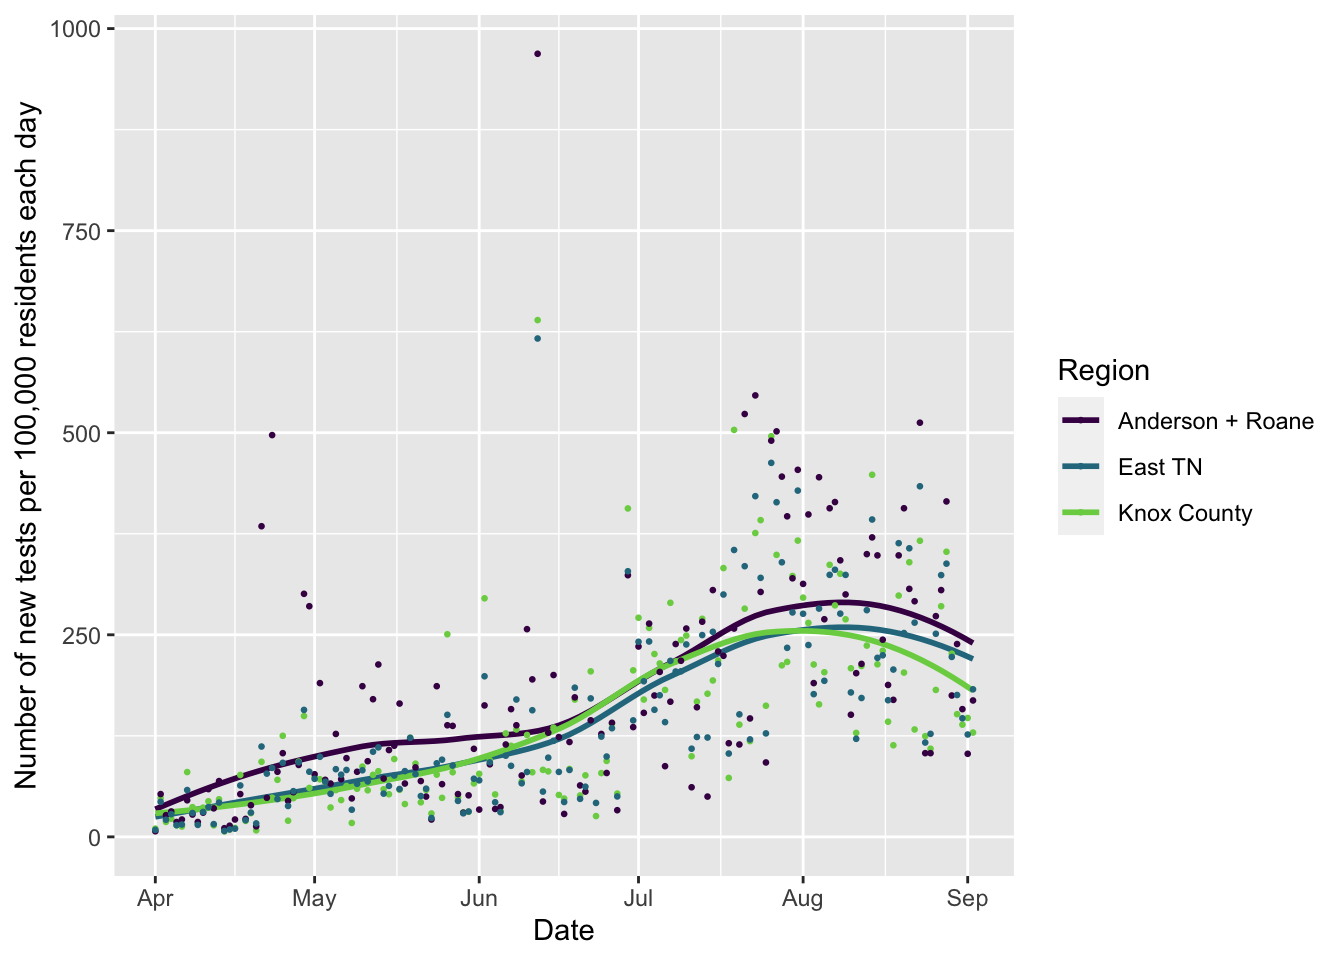 Number of new tests per 100,000 residents each day
1000
750
500
250
0
Apr May Jun Jul Aug Sep
Date
Region
Anderson + Roane
East TN
Knox County